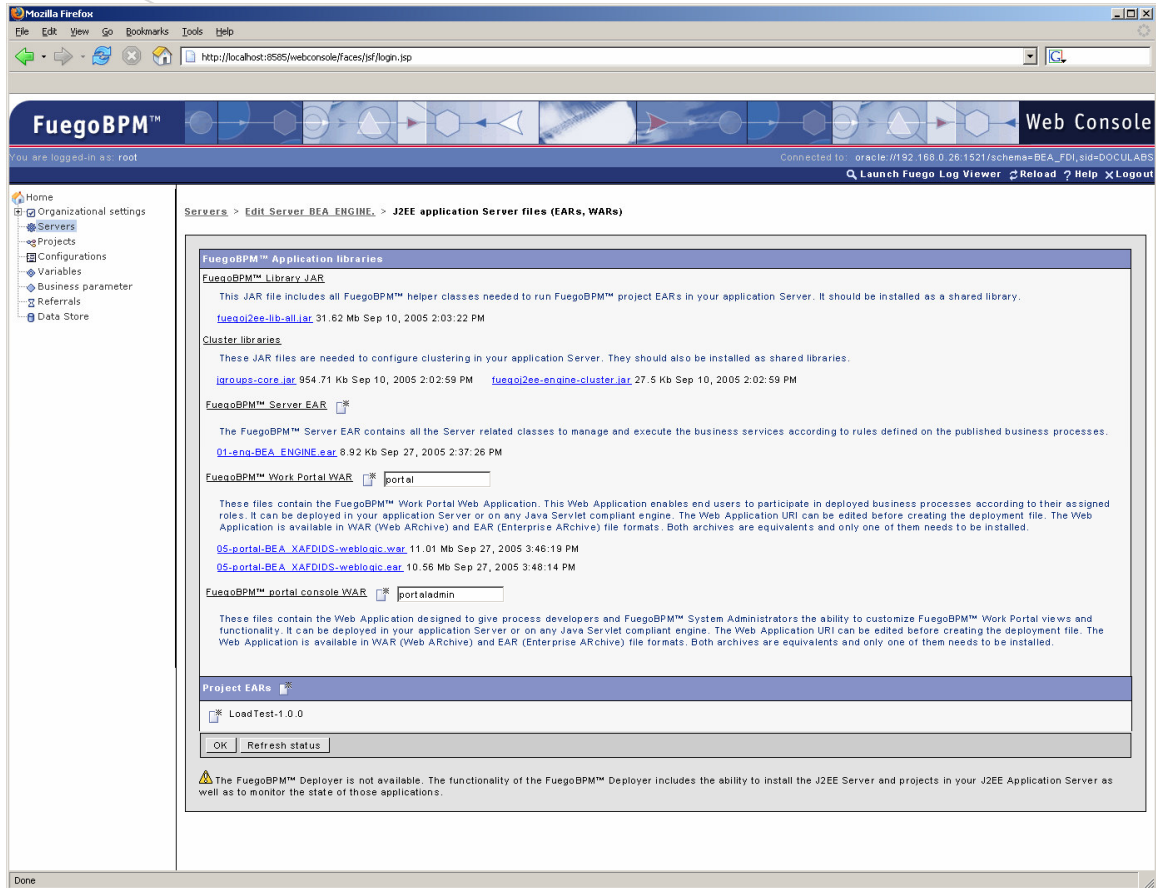 Mozilla Firefox
File Edit View Go Bookmarks Tools Help
http://localhost:8585/webconsole/faces/jsf/login.jsp
G
FuegoBPM™
Web Console
You are logged-in as: root
Connected to: oracle://192.168.0.26:1521/schema=BEA_FDI,sid=DOCULABS
Launch Fuego Log Viewer Reload ? Help Logout
Home
Organizational settings
Servers
Projects
Configurations
Variables
Business parameter
Referrals
Data Store
Servers > Edit Server BEA_ENGINE. > J2EE application Server files (EARs, WARs)
FuegoBPM™ Application libraries
FuegoBPM™ Library JAR
This JAR file includes all FuegoBPM™ helper classes needed to run FuegoBPM™ project EARs in your application Server. It should be installed as a shared library.
fuegoj2ee-lib-all.jar 31.62 Mb Sep 10, 2005 2:03:22 PM
Cluster libraries
These JAR files are needed to configure clustering in your application Server. They should also be installed as shared libraries.
jgroups-core.jar 954.71 Kb Sep 10, 2005 2:02:59 PM fuegoj2ee-engine-cluster.jar 27.5 Kb Sep 10, 2005 2:02:59 PM
FuegoBPM™ Server EAR
The FuegoBPM™ Server EAR contains all the Server related classes to manage and execute the business services according to rules defined on the published business processes.
01-eng-BEA_ENGINE.ear 8.92 Kb Sep 27, 2005 2:37:26 PM
FuegoBPM™ Work Portal WAR portal
These files contain the FuegoBPM™ Work Portal Web Application. This Web Application enables end users to participate in deployed business processes according to their assigned
roles. It can be deployed in your application Server or on any Java Servlet compliant engine. The Web Application URI can be edited before creating the deployment file. The Web
Application is available in WAR (Web ARchive) and EAR (Enterprise ARchive) file formats. Both archives are equivalents and only one of them needs to be installed.
05-portal-BEA_XAFDIDS-weblogic.war 11.01 Mb Sep 27, 2005 3:46:19 PM
05-portal-BEA_XAFDIDS-weblogic.ear 10.56 Mb Sep 27, 2005 3:48:14 PM
FuegoBPM™ portal console WAR portaladmin
These files contain the Web Application designed to give process developers and FuegoBPM™ System Administrators the ability to customize FuegoBPM™ Work Portal views and
functionality. It can be deployed in your application Server or on any Java Servlet compliant engine. The Web Application URI can be edited before creating the deployment file. The
Web Application is available in WAR (Web ARchive) and EAR (Enterprise ARchive) file formats. Both archives are equivalents and only one of them needs to be installed.
Project EARs
LoadTest-1.0.0
OK Refresh status
The FuegoBPM™ Deployer is not available. The functionality of the FuegoBPM™ Deployer includes the ability to install the J2EE Server and projects in your J2EE Application Server as
well as to monitor the state of those applications.
Done